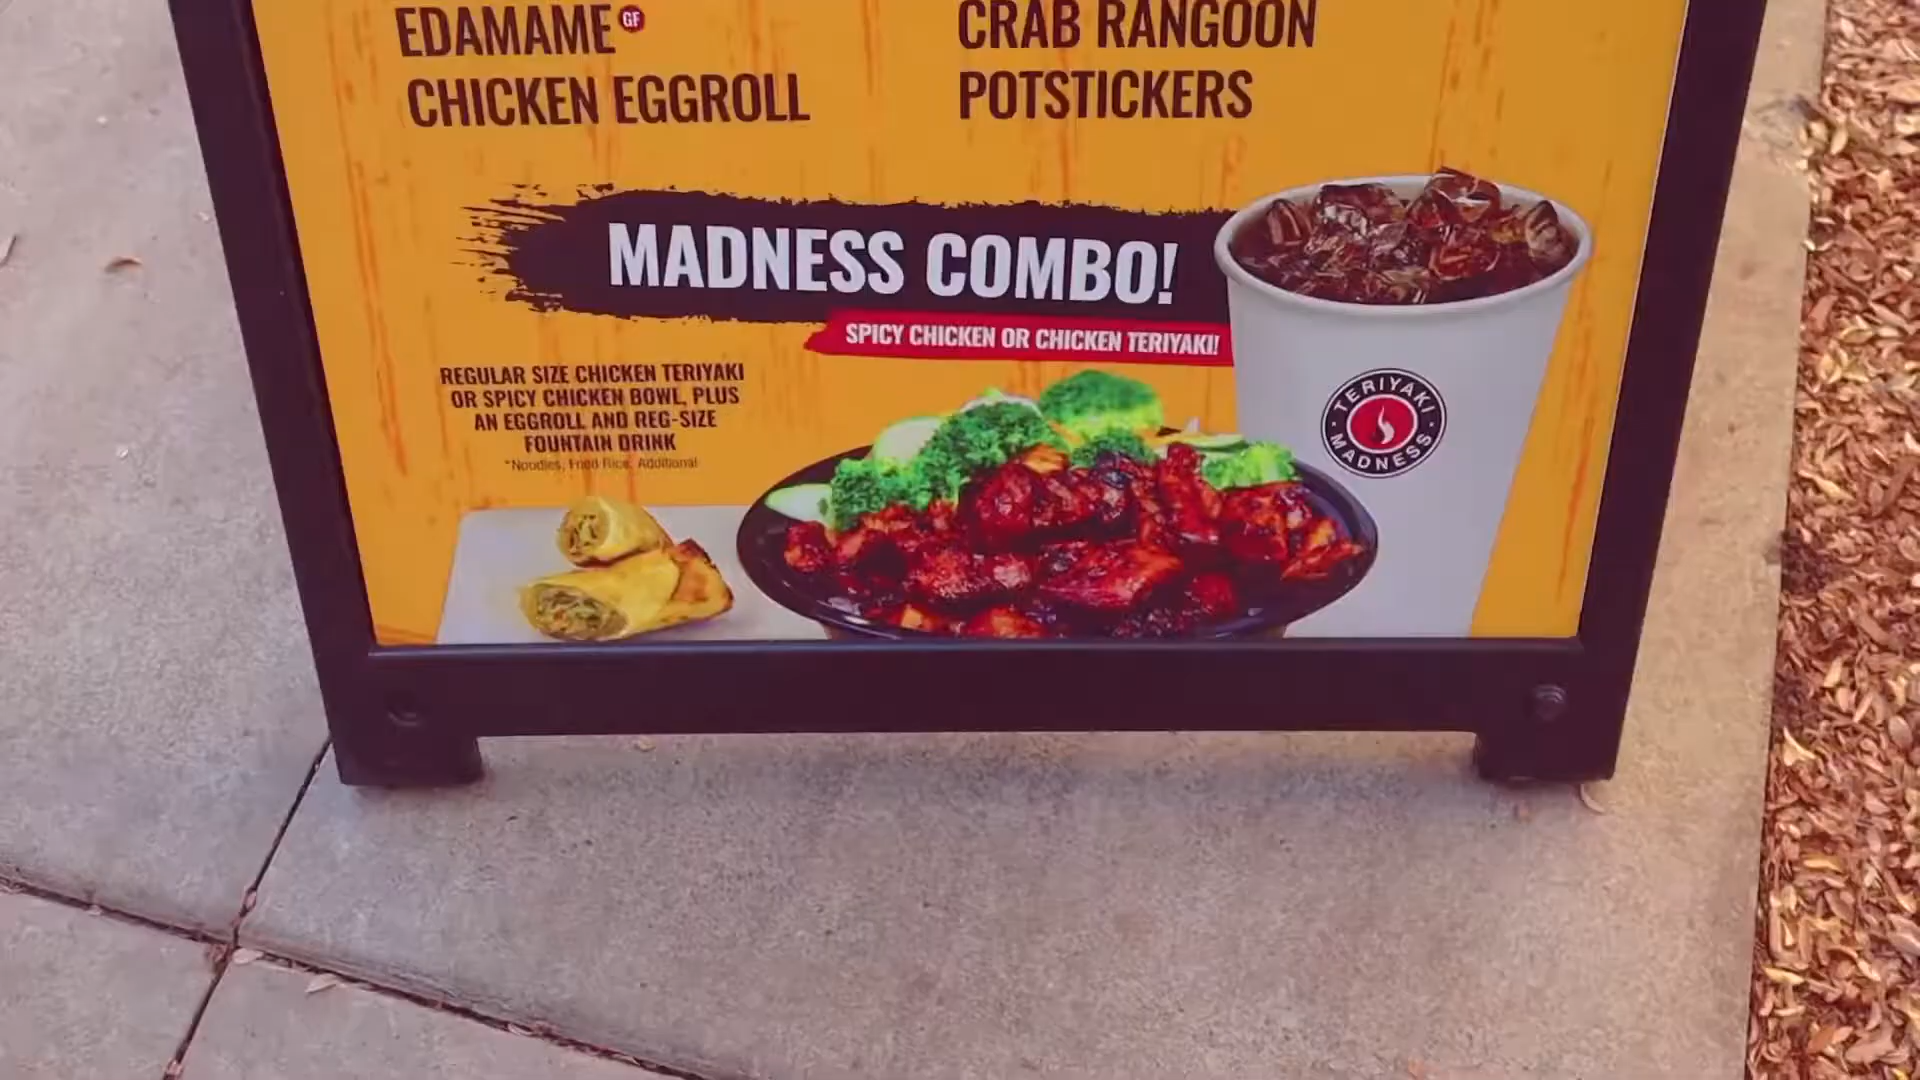 EDAMAME GF
CHICKEN EGGROLL
CRAB RANGOON
POTSTICKERS
MADNESS COMBO!
SPICY CHICKEN OR CHICKEN TERIYAKI!
REGULAR SIZE CHICKEN TERIYAKI
OR SPICY CHICKEN BOWL, PLUS
AN EGGROLL AND REG-SIZE
FOUNTAIN DRINK
*Noodles, Fried Rice, Additional
TERIYAKI
MADNESS